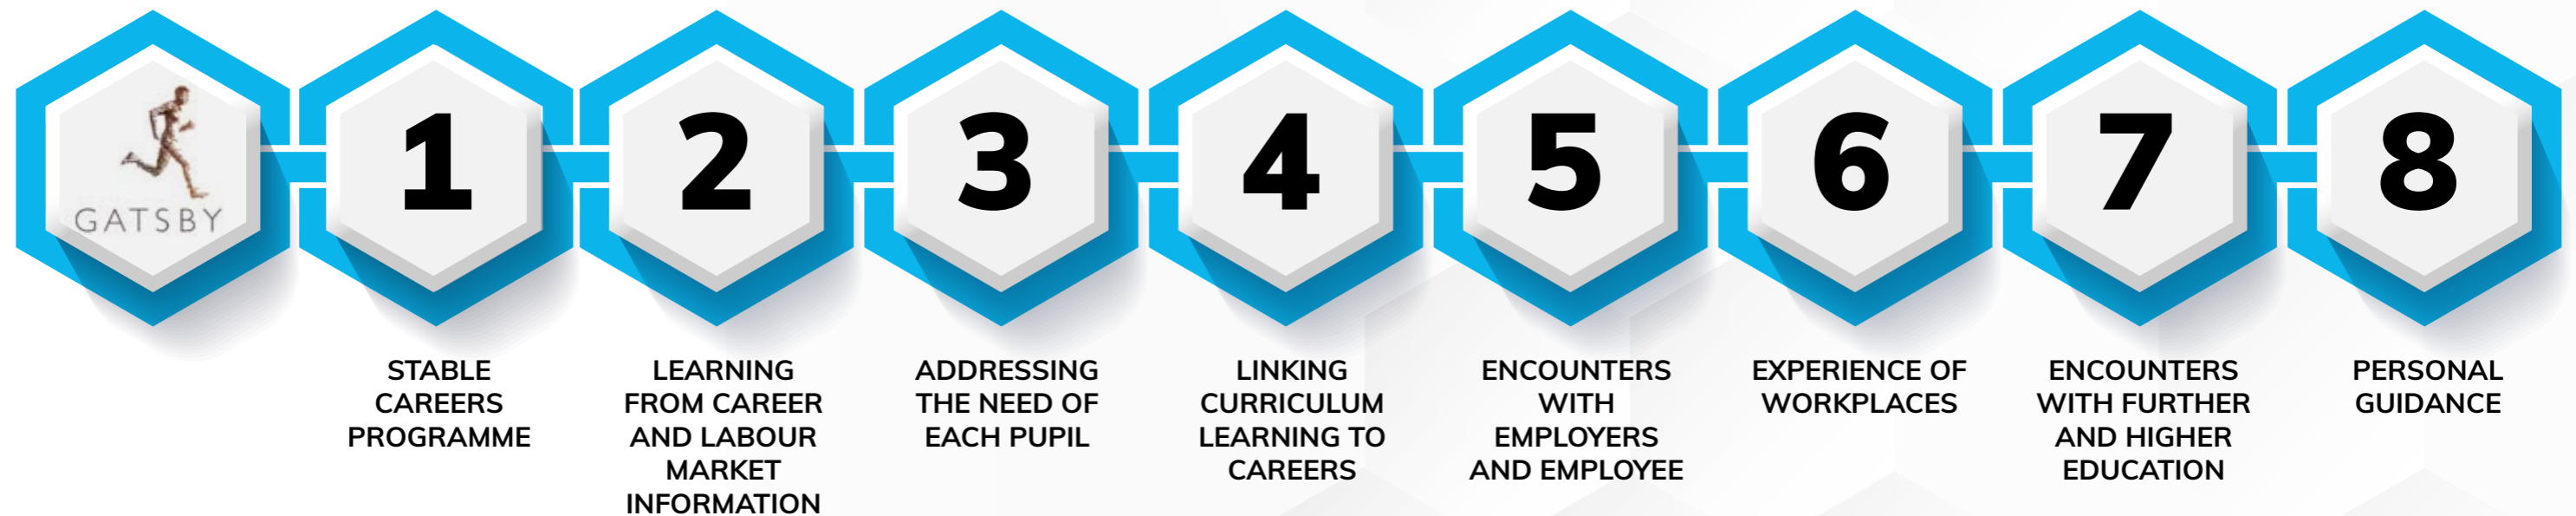 GATSBY
1
STABLE
CAREERS
PROGRAMME
2
LEARNING
FROM CAREER
AND LABOUR
MARKET
INFORMATION
3
ADDRESSING
THE NEED OF
EACH PUPIL
4
LINKING
CURRICULUM
LEARNING TO
CAREERS
5
ENCOUNTERS
WITH
EMPLOYERS
AND EMPLOYEE
6
EXPERIENCE OF
WORKPLACES
7
ENCOUNTERS
WITH FURTHER
AND HIGHER
EDUCATION
8
PERSONAL
GUIDANCE